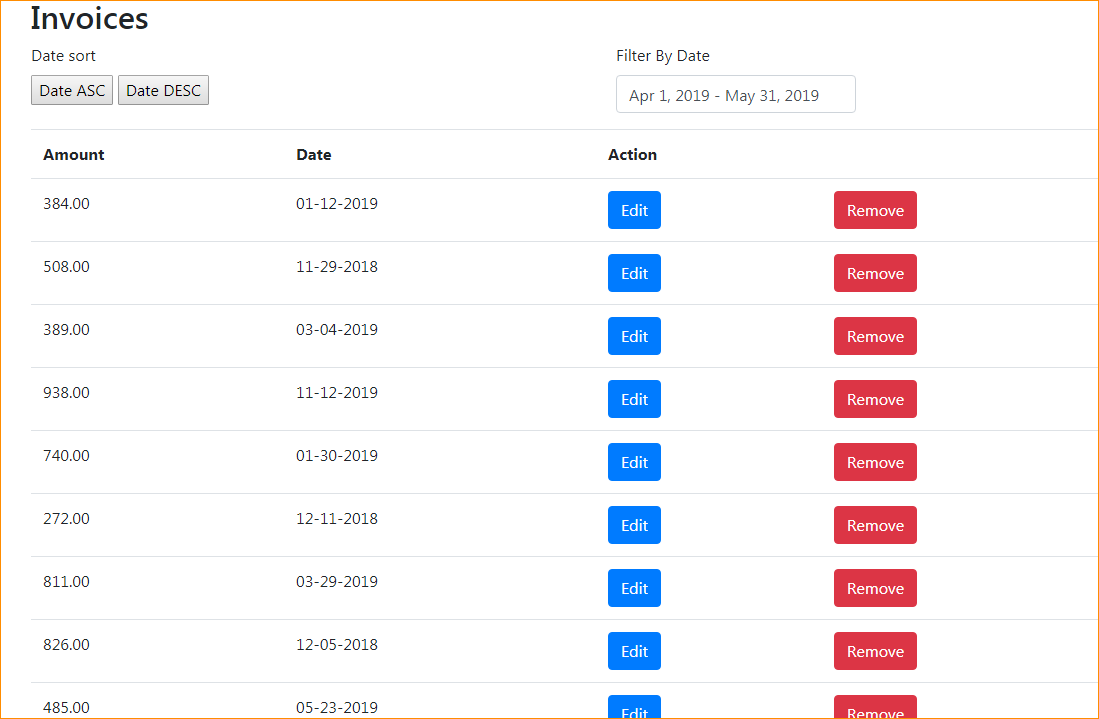 Invoices
Date sort
Filter By Date
Date ASC Date DESC
Apr 1, 2019 - May 31, 2019
Amount Date Action
384.00 01-12-2019 Edit Remove
508.00 11-29-2018 Edit Remove
389.00 03-04-2019 Edit Remove
938.00 11-12-2019 Edit Remove
740.00 01-30-2019 Edit Remove
272.00 12-11-2018 Edit Remove
811.00 03-29-2019 Edit Remove
826.00 12-05-2018 Edit Remove
485.00 05-23-2019 Edit Remove